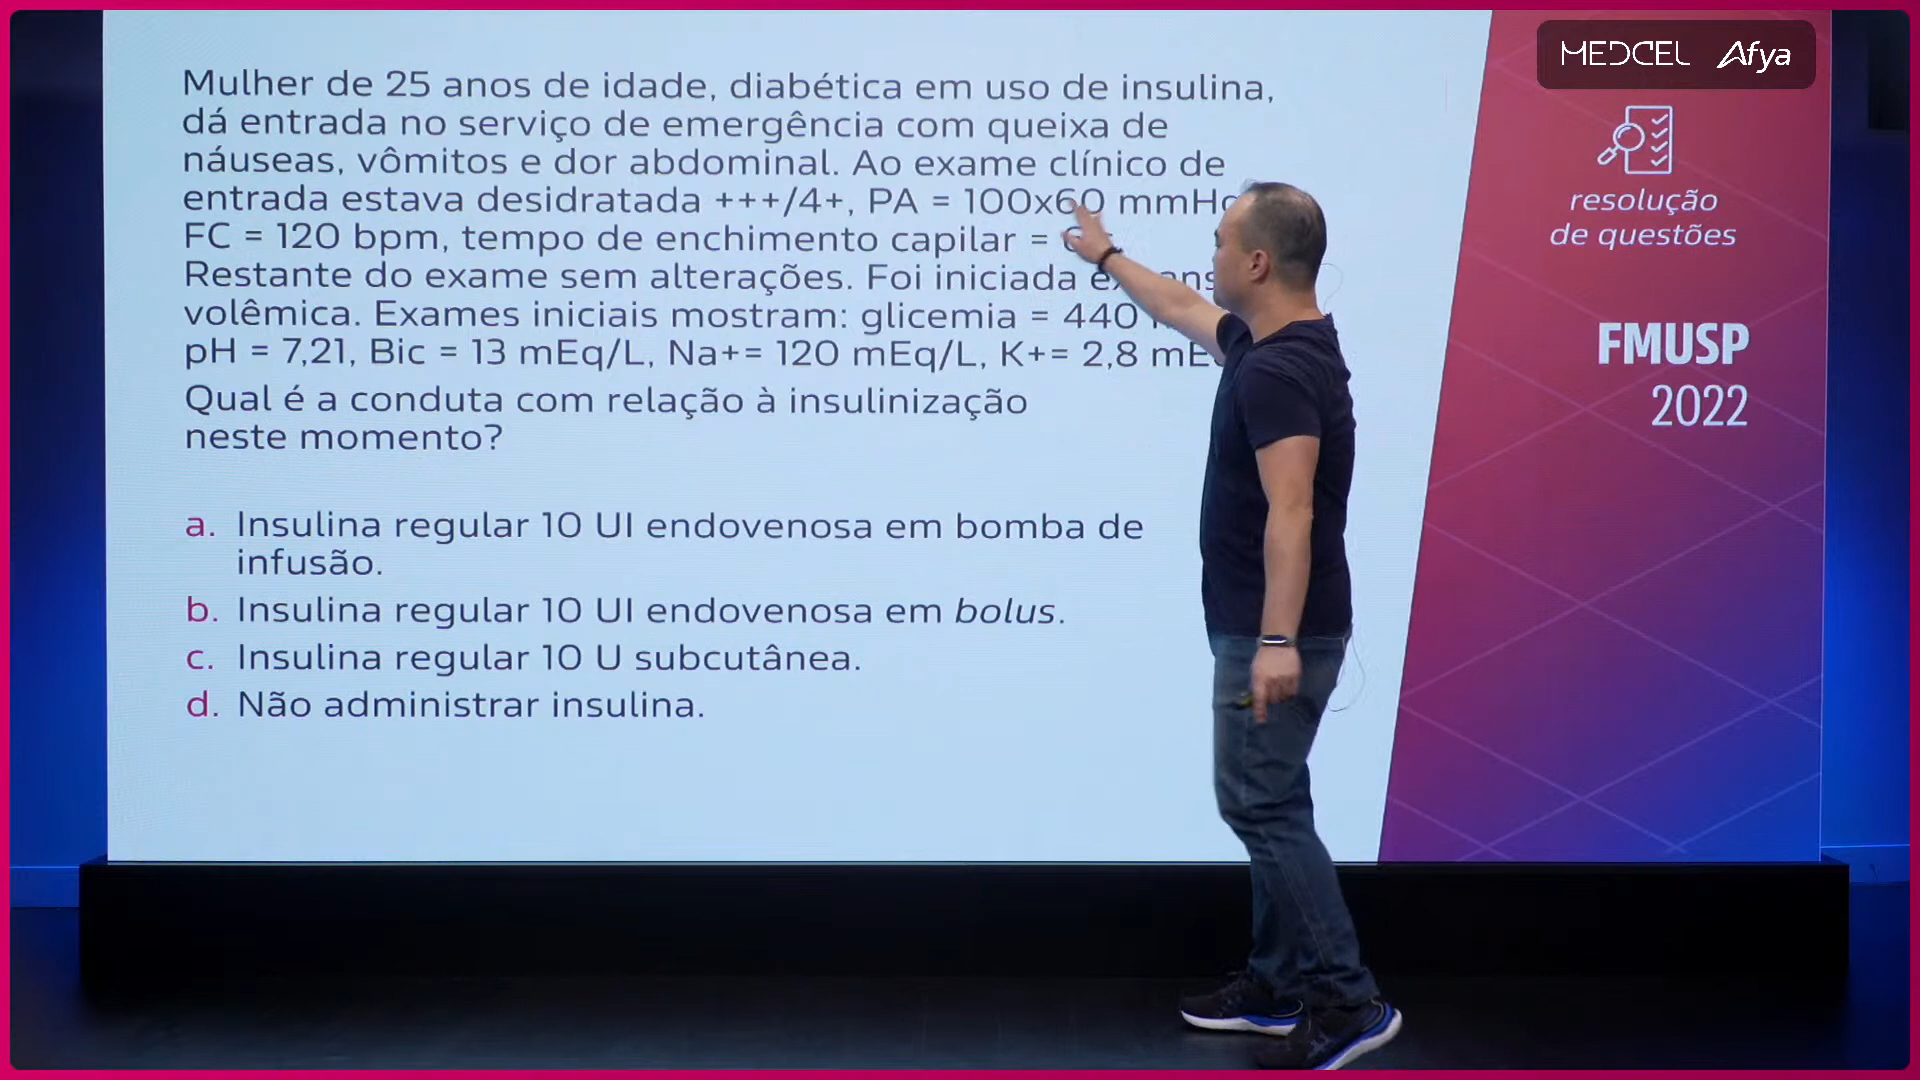 MEDCEL Afya
Mulher de 25 anos de idade, diabética em uso de insulina,
dá entrada no serviço de emergência com queixa de
náuseas, vômitos e dor abdominal. Ao exame clínico de
entrada estava desidratada +++/4+, PA = 100x60
FC = 120 bpm, tempo de enchimento capilar =
Restante do exame sem alterações. Foi iniciada
volêmica. Exames iniciais mostram: glicemia = 440
pH = 7,21, Bic = 13 mEq/L, Na+= 120 mEq/L, K+= 2,8
Qual é a conduta com relação à insulinização
neste momento?
a. Insulina regular 10 UI endovenosa em bomba de
infusão.
b. Insulina regular 10 UI endovenosa em bolus.
c. Insulina regular 10 U subcutânea.
d. Não administrar insulina.
resolução
de questões
FMUSP
2022